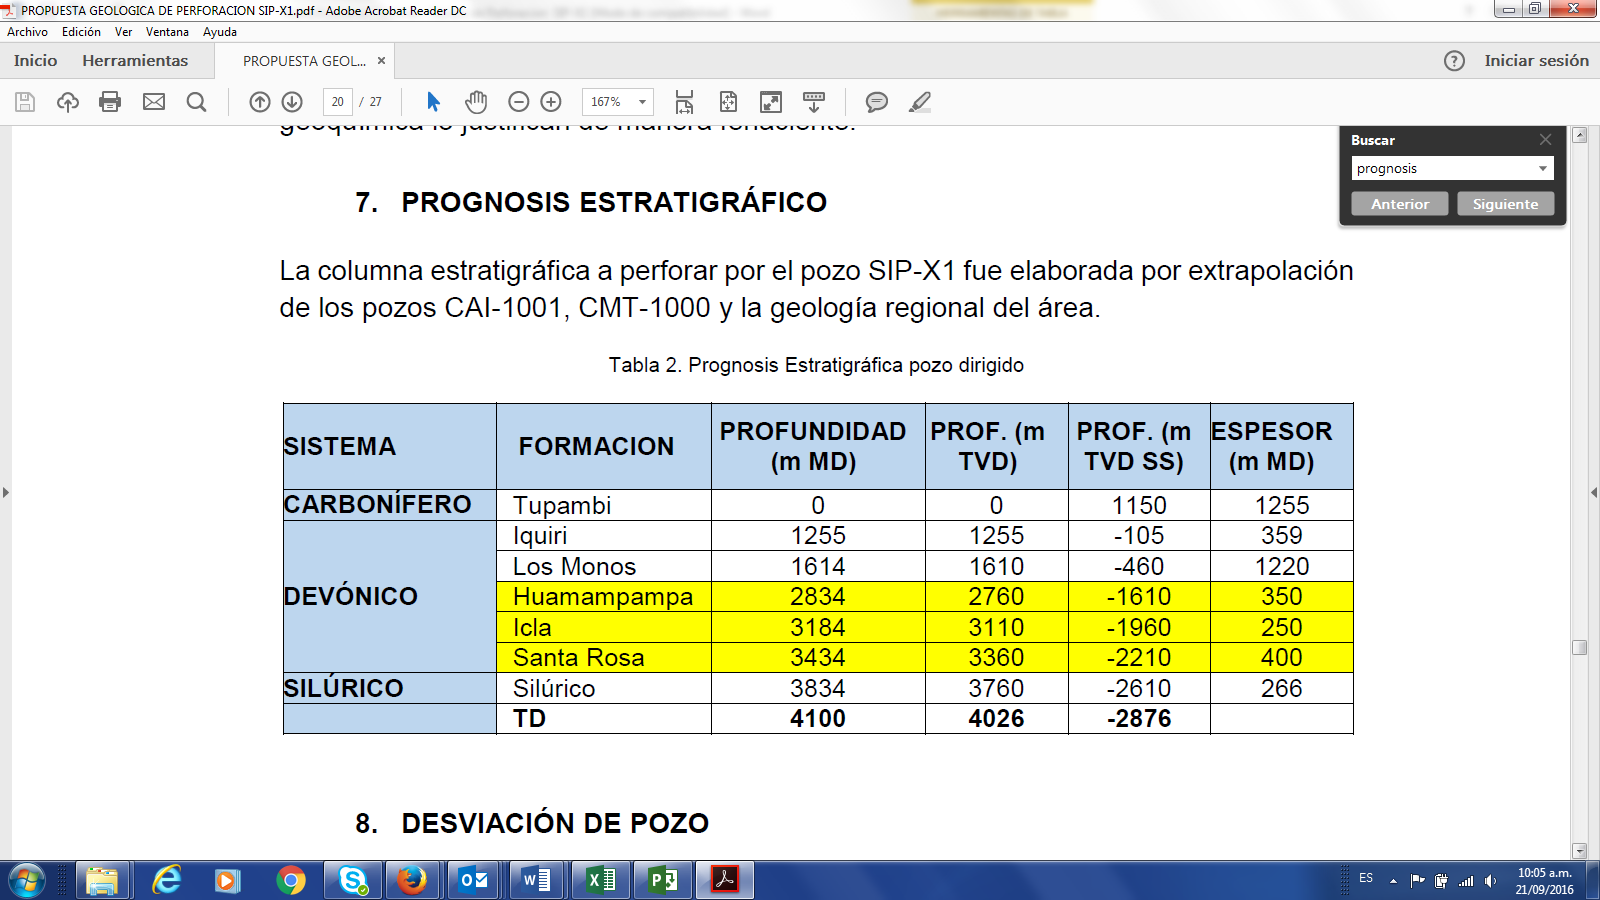 PROPUESTA GEOLOGICA DE PERFORACION SIP-X1.pdf - Adobe Acrobat Reader DC
Archivo Edición Ver Ventana Ayuda
Inicio Herramientas PROPUESTA GEOL... × ? Iniciar sesión
20 / 27 167%
Buscar
prognosis
Anterior Siguiente
7. PROGNOSIS ESTRATIGRÁFICO
La columna estratigráfica a perforar por el pozo SIP-X1 fue elaborada por extrapolación
de los pozos CAI-1001, CMT-1000 y la geología regional del área.
Tabla 2. Prognosis Estratigráfica pozo dirigido
SISTEMA FORMACION PROFUNDIDAD (m MD) PROF. (m TVD) PROF. (m TVD SS) ESPESOR (m MD)
CARBONÍFERO Tupambi 0 0 1150 1255
DEVÓNICO Iquiri 1255 1255 -105 359
Los Monos 1614 1610 -460 1220
Huamampampa 2834 2760 -1610 350
Icla 3184 3110 -1960 250
Santa Rosa 3434 3360 -2210 400
SILÚRICO Silúrico 3834 3760 -2610 266
TD 4100 4026 -2876
8. DESVIACIÓN DE POZO
ES 10:05 a.m.
21/09/2016